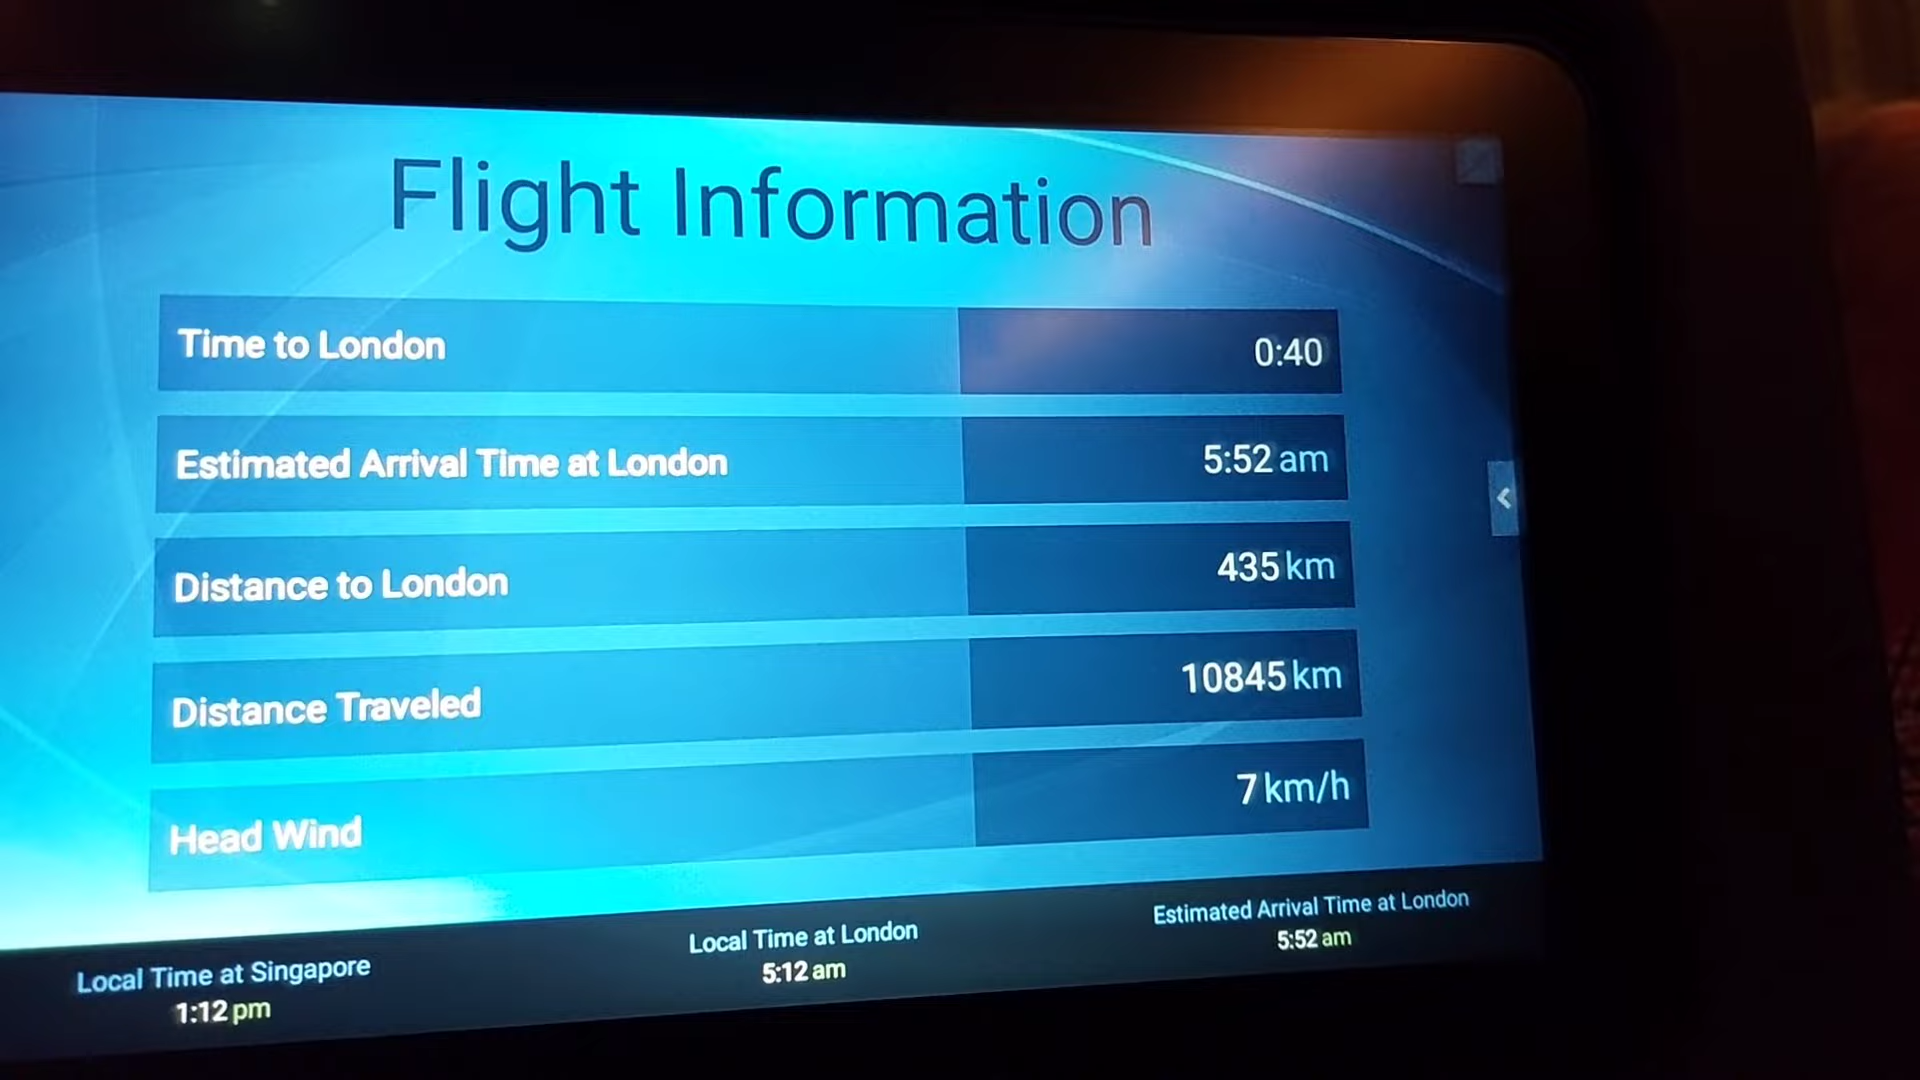 Flight Information
Time to London 0:40
Estimated Arrival Time at London 5:52 am
Distance to London 435 km
Distance Traveled 10845 km
Head Wind 7 km/h
Local Time at Singapore
1:12 pm
Local Time at London
5:12 am
Estimated Arrival Time at London
5:52 am